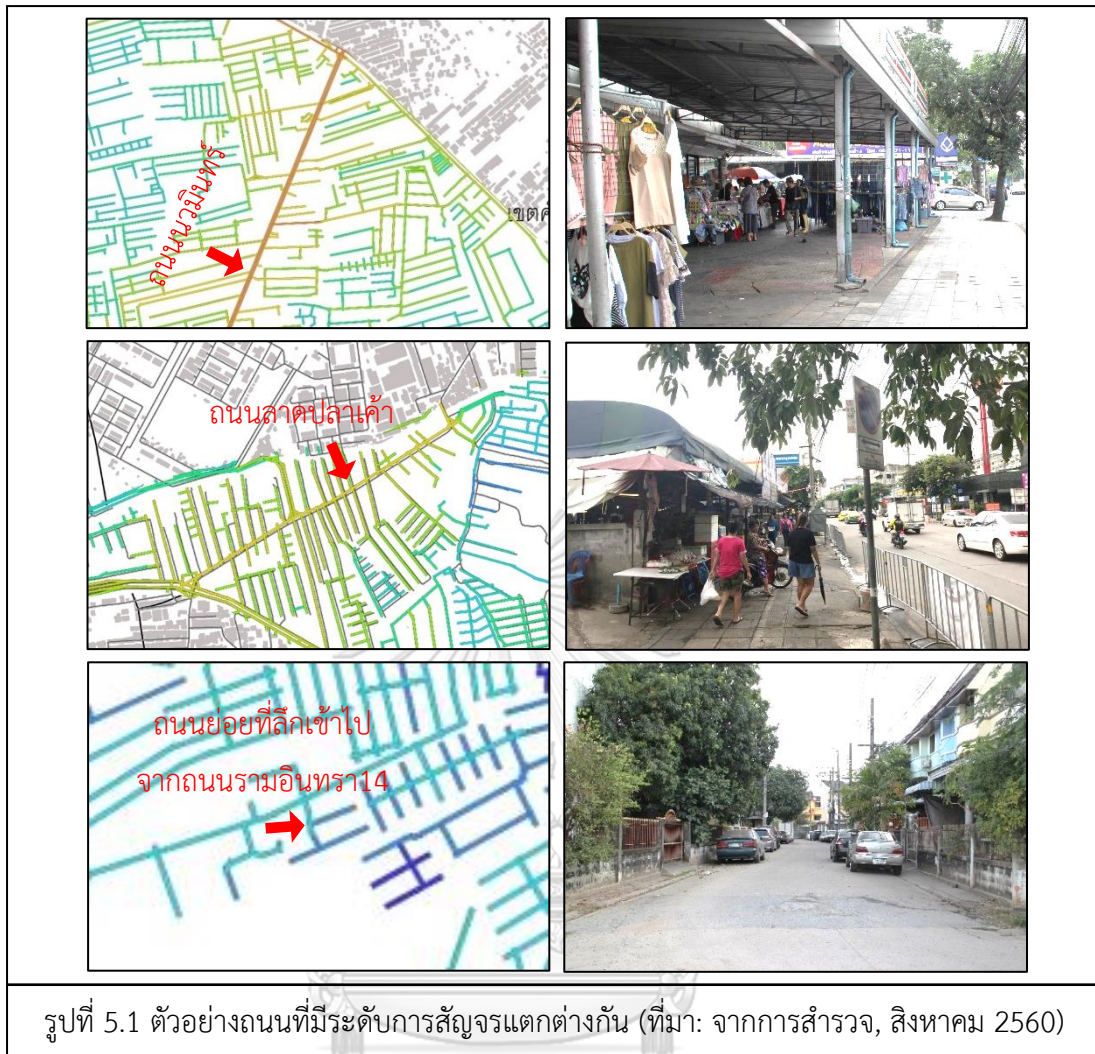 ถนนนวมินทร์
ถนนลาดปลาเค้า
ถนนย่อยที่ลึกเข้าไป
จากถนนรามอินทรา14
รูปที่ 5.1 ตัวอย่างถนนที่มีระดับการสัญจรแตกต่างกัน (ที่มา: จากการสำรวจ, สิงหาคม 2560)